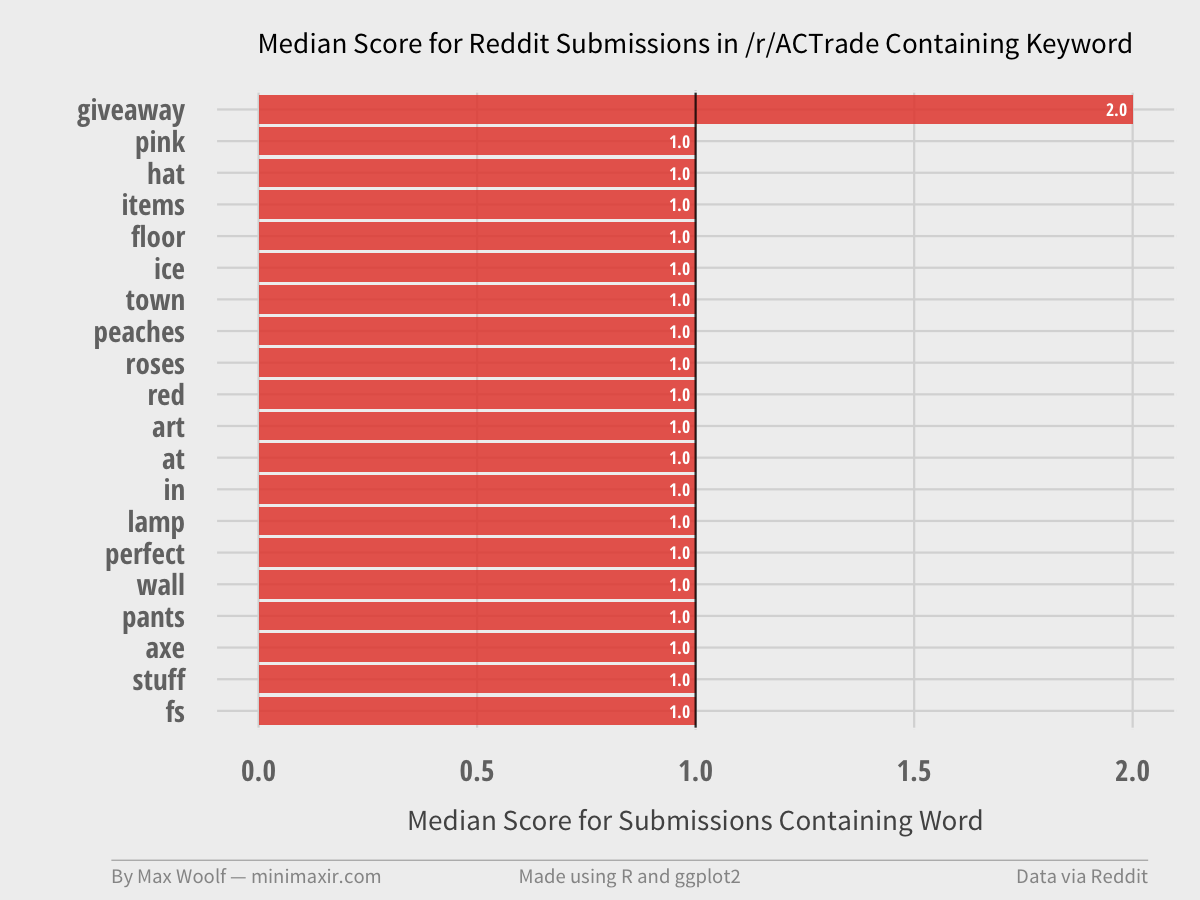 Median Score for Reddit Submissions in /r/ACTrade Containing Keyword
giveaway 2.0
pink 1.0
hat 1.0
items 1.0
floor 1.0
ice 1.0
town 1.0
peaches 1.0
roses 1.0
red 1.0
art 1.0
at 1.0
in 1.0
lamp 1.0
perfect 1.0
wall 1.0
pants 1.0
axe 1.0
stuff 1.0
fs 1.0
0.0 0.5 1.0 1.5 2.0
Median Score for Submissions Containing Word
By Max Woolf — minimaxir.com Made using R and ggplot2 Data via Reddit